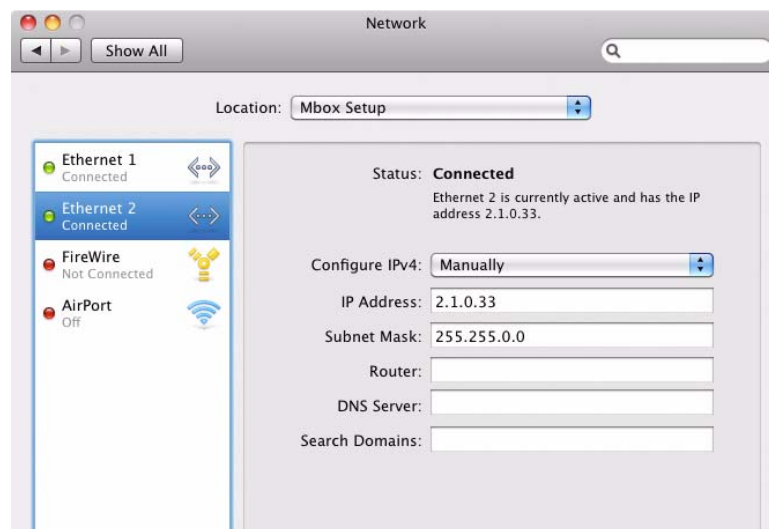 Network
Show All
Location: Mbox Setup
Ethernet 1
Connected
Ethernet 2
Connected
FireWire
Not Connected
AirPort
Off
Status: Connected
Ethernet 2 is currently active and has the IP
address 2.1.0.33.
Configure IPv4: Manually
IP Address: 2.1.0.33
Subnet Mask: 255.255.0.0
Router:
DNS Server:
Search Domains: